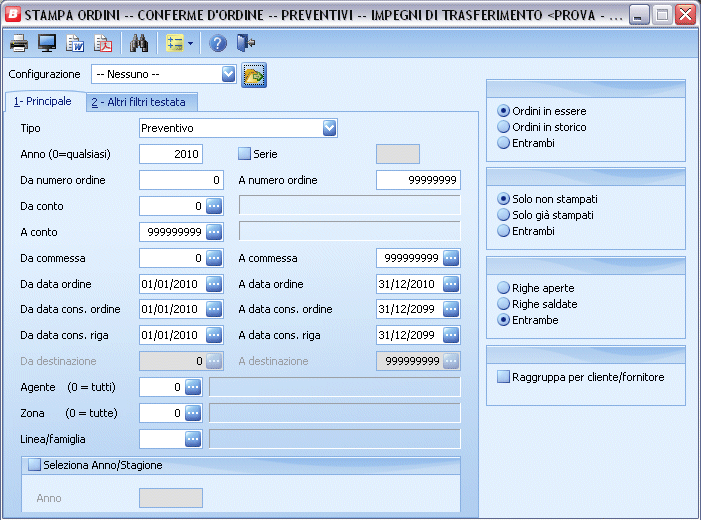 STAMPA ORDINI -- CONFERME D'ORDINE -- PREVENTIVI -- IMPEGNI DI TRASFERIMENTO <PROVA - ...
Configurazione -- Nessuno --
1- Principale 2 - Altri filtri testata
Tipo Preventivo
Anno (0=qualsiasi) 2010 Serie
Da numero ordine 0 A numero ordine 99999999
Da conto 0
A conto 999999999
Da commessa 0 A commessa 999999999
Da data ordine 01/01/2010 A data ordine 31/12/2010
Da data cons. ordine 01/01/2010 A data cons. ordine 31/12/2099
Da data cons. riga 01/01/2010 A data cons. riga 31/12/2099
Da destinazione 0 A destinazione 999999999
Agente (0 = tutti) 0
Zona (0 = tutte) 0
Linea/famiglia
Seleziona Anno/Stagione
Anno
Ordini in essere
Ordini in storico
Entrambi
Solo non stampati
Solo già stampati
Entrambi
Righe aperte
Righe saldate
Entrambe
Raggruppa per cliente/fornitore